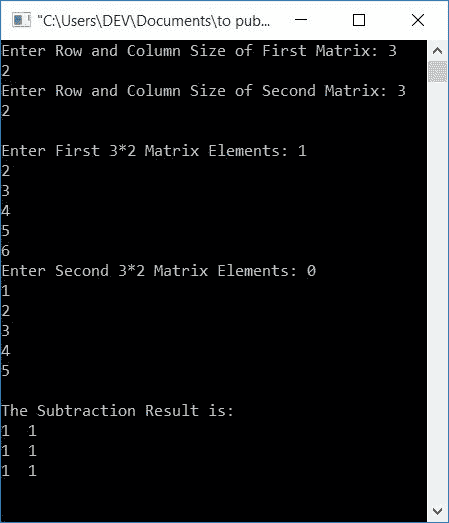 "C:\Users\DEV\Documents\to pub...
Enter Row and Column Size of First Matrix: 3
2
Enter Row and Column Size of Second Matrix: 3
2
Enter First 3*2 Matrix Elements: 1
2
3
4
5
6
Enter Second 3*2 Matrix Elements: 0
1
2
3
4
5
The Subtraction Result is:
1  1
1  1
1  1